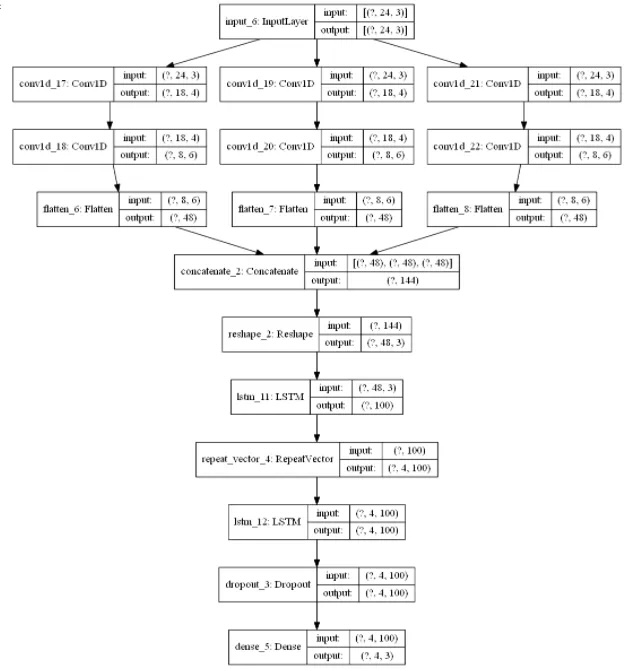 input_6: InputLayer input: [(?, 24, 3)]
output: [(?, 24, 3)]
conv1d_17: Conv1D input: (?, 24, 3)
output: (?, 18, 4)
conv1d_19: Conv1D input: (?, 24, 3)
output: (?, 18, 4)
conv1d_21: Conv1D input: (?, 24, 3)
output: (?, 18, 4)
conv1d_18: Conv1D input: (?, 18, 4)
output: (?, 8, 6)
conv1d_20: Conv1D input: (?, 18, 4)
output: (?, 8, 6)
conv1d_22: Conv1D input: (?, 18, 4)
output: (?, 8, 6)
flatten_6: Flatten input: (?, 8, 6)
output: (?, 48)
flatten_7: Flatten input: (?, 8, 6)
output: (?, 48)
flatten_8: Flatten input: (?, 8, 6)
output: (?, 48)
concatenate_2: Concatenate input: [(?, 48), (?, 48), (?, 48)]
output: (?, 144)
reshape_2: Reshape input: (?, 144)
output: (?, 48, 3)
lstm_11: LSTM input: (?, 48, 3)
output: (?, 100)
repeat_vector_4: RepeatVector input: (?, 100)
output: (?, 4, 100)
lstm_12: LSTM input: (?, 4, 100)
output: (?, 4, 100)
dropout_3: Dropout input: (?, 4, 100)
output: (?, 4, 100)
dense_5: Dense input: (?, 4, 100)
output: (?, 4, 3)